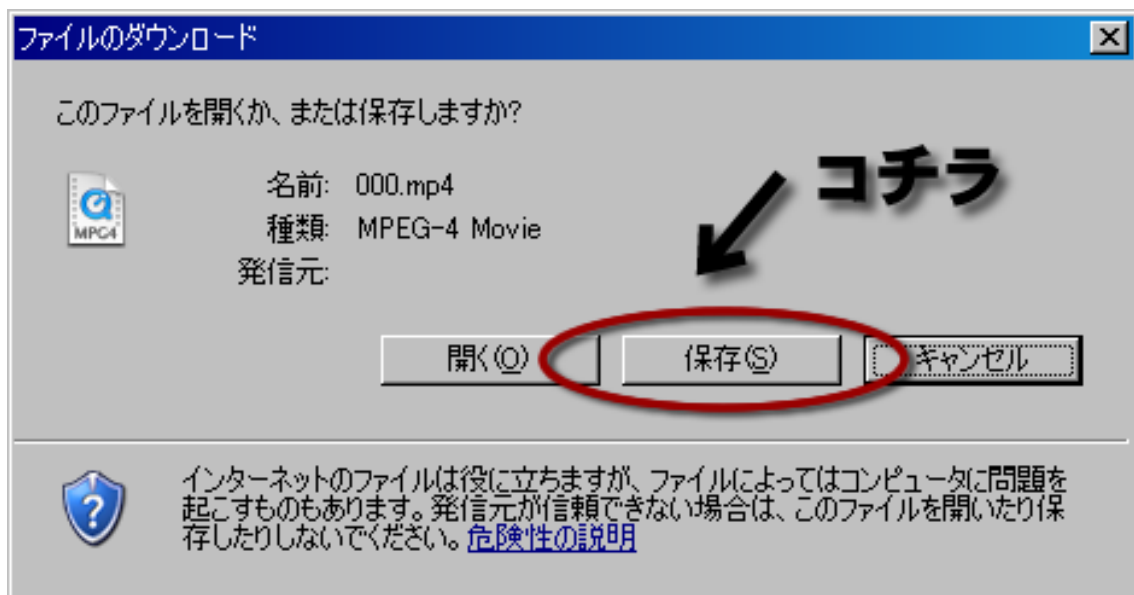 ファイルのダウンロード
このファイルを開くか、または保存しますか?
コチラ
MPG4
名前: 000.mp4
種類: MPEG-4 Movie
発信元:
開く(O) 保存(S) キャンセル
インターネットのファイルは役に立ちますが、ファイルによってはコンピュータに問題を
起こすものもあります。発信元が信頼できない場合は、このファイルを開いたり保
存したりしないでください。危険性の説明